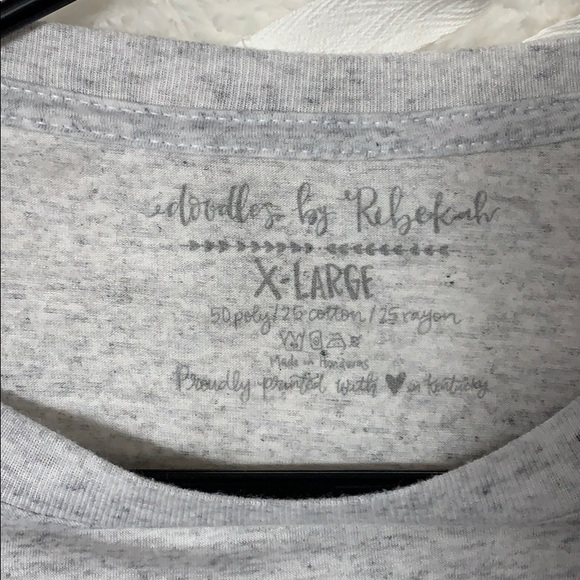 doodles by Rebekah
X-LARGE
50 poly/25 cotton/25 rayon
Made in Honduras
Proudly printed with ♥ in Kentucky